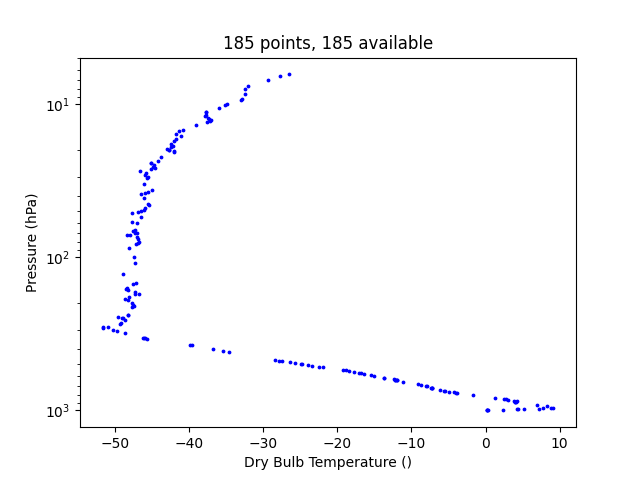 185 points, 185 available
10¹
10²
10³
Pressure (hPa)
−50 −40 −30 −20 −10 0 10
Dry Bulb Temperature ()